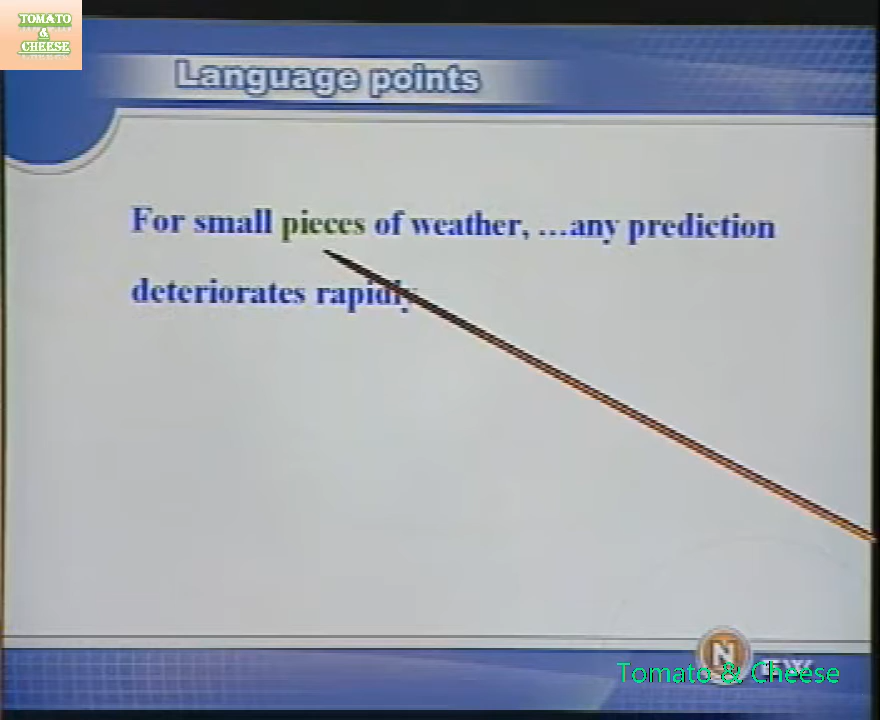 TOMATO
&
CHEESE
Language points
For small pieces of weather, …any prediction
deteriorates rapidly
N
Tomato & Cheese